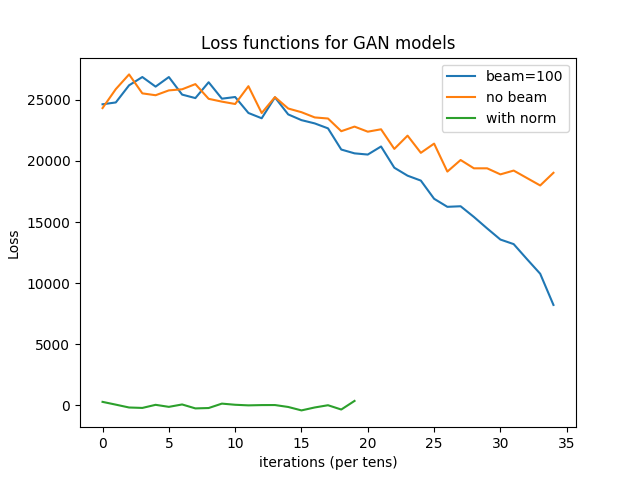 Loss functions for GAN models
beam=100
no beam
with norm
Loss
25000
20000
15000
10000
5000
0
0 5 10 15 20 25 30 35
iterations (per tens)